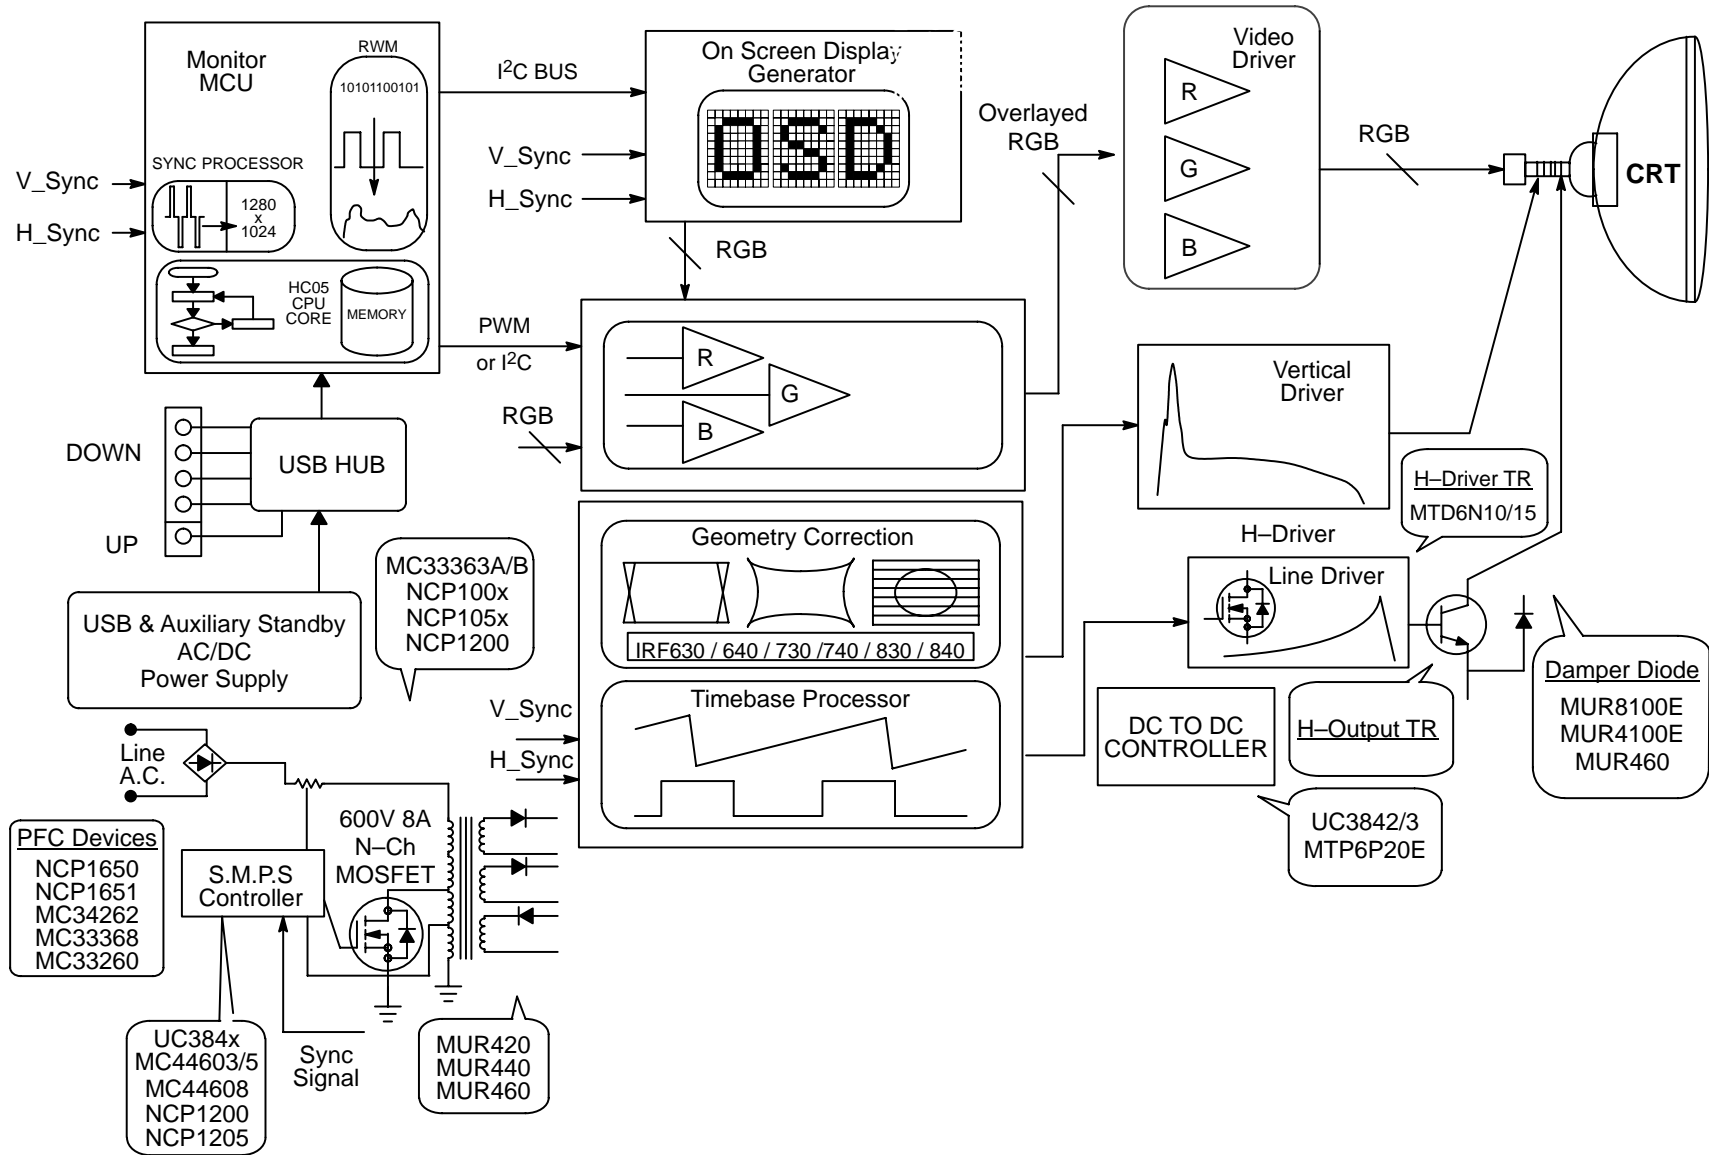 Monitor
MCU
RWM
10101100101
SYNC PROCESSOR
1280
x
1024
V_Sync
H_Sync
HC05
CPU
CORE
MEMORY
I²C BUS
V_Sync
H_Sync
On Screen Display
Generator
OSD
RGB
PWM
or I²C
RGB
R
G
B
Overlayed
RGB
Video
Driver
R
G
B
RGB
CRT
DOWN
UP
USB HUB
USB & Auxiliary Standby
AC/DC
Power Supply
MC33363A/B
NCP100x
NCP105x
NCP1200
Geometry Correction
IRF630 / 640 / 730 /740 / 830 / 840
Timebase Processor
V_Sync
H_Sync
Vertical
Driver
H–Driver TR
MTD6N10/15
H–Driver
Line Driver
DC TO DC
CONTROLLER
H–Output TR
Damper Diode
MUR8100E
MUR4100E
MUR460
UC3842/3
MTP6P20E
Line
A.C.
PFC Devices
NCP1650
NCP1651
MC34262
MC33368
MC33260
S.M.P.S
Controller
600V 8A
N–Ch
MOSFET
UC384x
MC44603/5
MC44608
NCP1200
NCP1205
Sync
Signal
MUR420
MUR440
MUR460